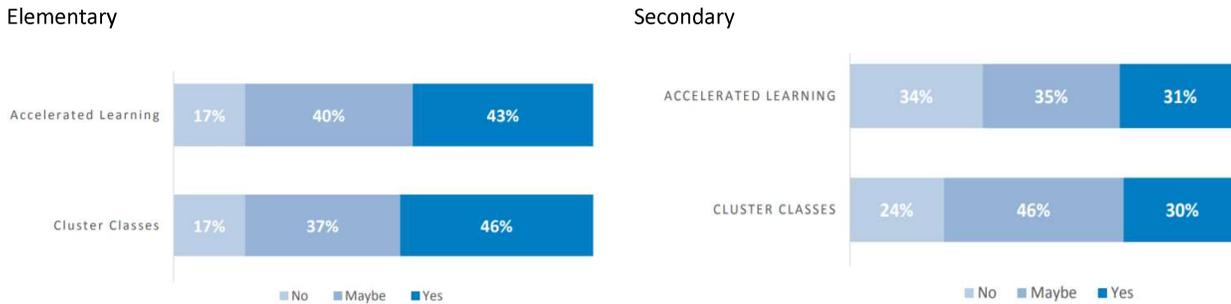 Elementary
Accelerated Learning 17% 40% 43%
Cluster Classes 17% 37% 46%
No Maybe Yes
Secondary
ACCELERATED LEARNING 34% 35% 31%
CLUSTER CLASSES 24% 46% 30%
No Maybe Yes